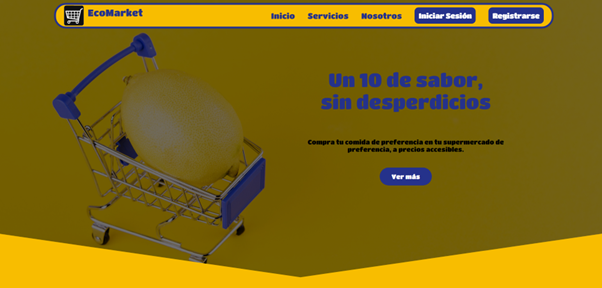 EcoMarket
Inicio Servicios Nosotros Iniciar Sesión Registrarse
Un 10 de sabor,
sin desperdicios
Compra tu comida de preferencia en tu supermercado de
preferencia, a precios accesibles.
Ver más